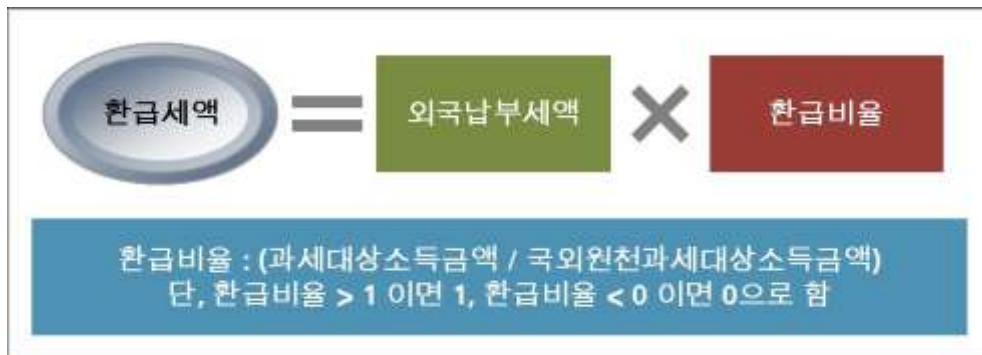 환급세액 = 외국납부세액 × 환급비율
환급비율 : (과세대상소득금액 / 국외원천과세대상소득금액)
단, 환급비율 > 1 이면 1, 환급비율 < 0 이면 0으로 함